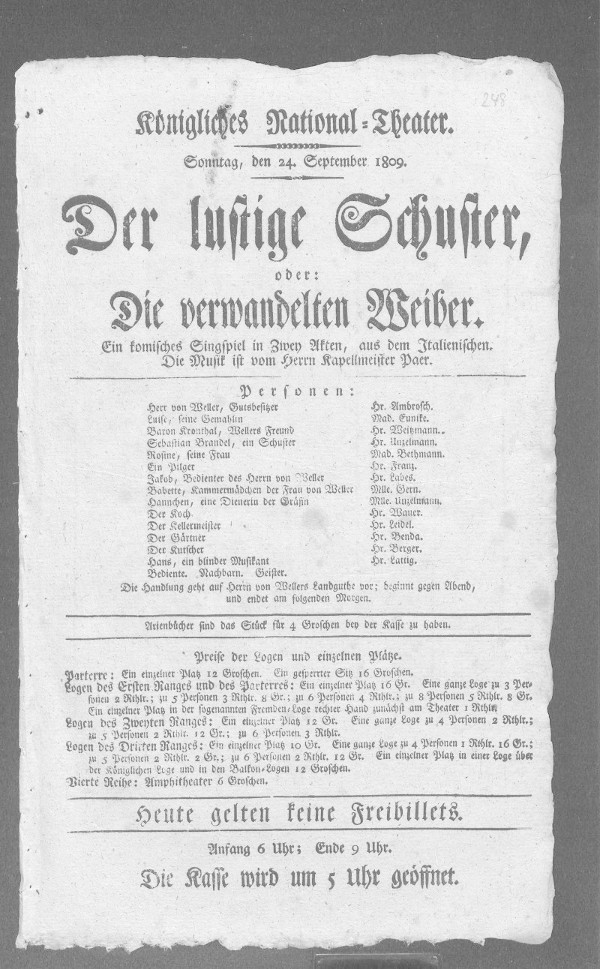 248
Königliches National-Theater.
Sonntag, den 24. September 1809.
Der lustige Schuster,
oder:
Die verwandelten Weiber.
Ein komisches Singspiel in Zwey Akten, aus dem Italienischen.
Die Musik ist vom Herrn Kapellmeister Paer.
Personen:
Herr von Weller, Gutsbesitzer Hr. Ambrosch.
Luise, seine Gemahlin Mad. Eunike.
Baron Kronthal, Wellers Freund Hr. Weitzmann.
Sebastian Brandel, ein Schuster Hr. Unzelmann.
Rosine, seine Frau Mad. Bethmann.
Ein Pilger Hr. Franz.
Jakob, Bedienter des Herrn von Weller Hr. Labes.
Babette, Kammermädchen der Frau von Weller Mlle. Gern.
Hannchen, eine Dienerin der Gräfin Mlle. Unzelmann.
Der Koch Hr. Wauer.
Der Kellermeister Hr. Leidel.
Der Gärtner Hr. Benda.
Der Kutscher Hr. Berger.
Hans, ein blinder Musikant Hr. Lattig.
Bediente. Nachbarn. Geister.
Die Handlung geht auf Herrn von Wellers Landguthe vor; beginnt gegen Abend,
und endet am folgenden Morgen.
Arienbücher sind das Stück für 4 Groschen bey der Kasse zu haben.
Preise der Logen und einzelnen Plätze.
Parterre: Ein einzelner Platz 12 Groschen. Ein gesperrter Sitz 16 Groschen.
Logen des Ersten Ranges und des Parterres: Ein einzelner Platz 16 Gr. Eine ganze Loge zu 3 Per-
sonen 2 Rthlr.; zu 5 Personen 3 Rthlr. 8 Gr.; zu 6 Personen 4 Rthlr.; zu 8 Personen 5 Rthlr. 8 Gr.
Ein einzelner Platz in der sogenannten Fremden-Loge rechter Hand zunächst am Theater 1 Rthlr.
Logen des Zweyten Ranges: Ein einzelner Platz 12 Gr. Eine ganze Loge zu 4 Personen 2 Rthlr.;
zu 5 Personen 2 Rthlr. 12 Gr.; zu 6 Personen 3 Rthlr.
Logen des Dritten Ranges: Ein einzelner Platz 10 Gr. Eine ganze Loge zu 4 Personen 1 Rthlr. 16 Gr.;
zu 5 Personen 2 Rthlr. 2 Gr.; zu 6 Personen 2 Rthlr. 12 Gr. Ein einzelner Platz in einer Loge über
der Königlichen Loge und in den Balkon-Logen 12 Groschen.
Vierte Reihe: Amphitheater 6 Groschen.
Heute gelten keine Freibillets.
Anfang 6 Uhr; Ende 9 Uhr.
Die Kasse wird um 5 Uhr geöffnet.